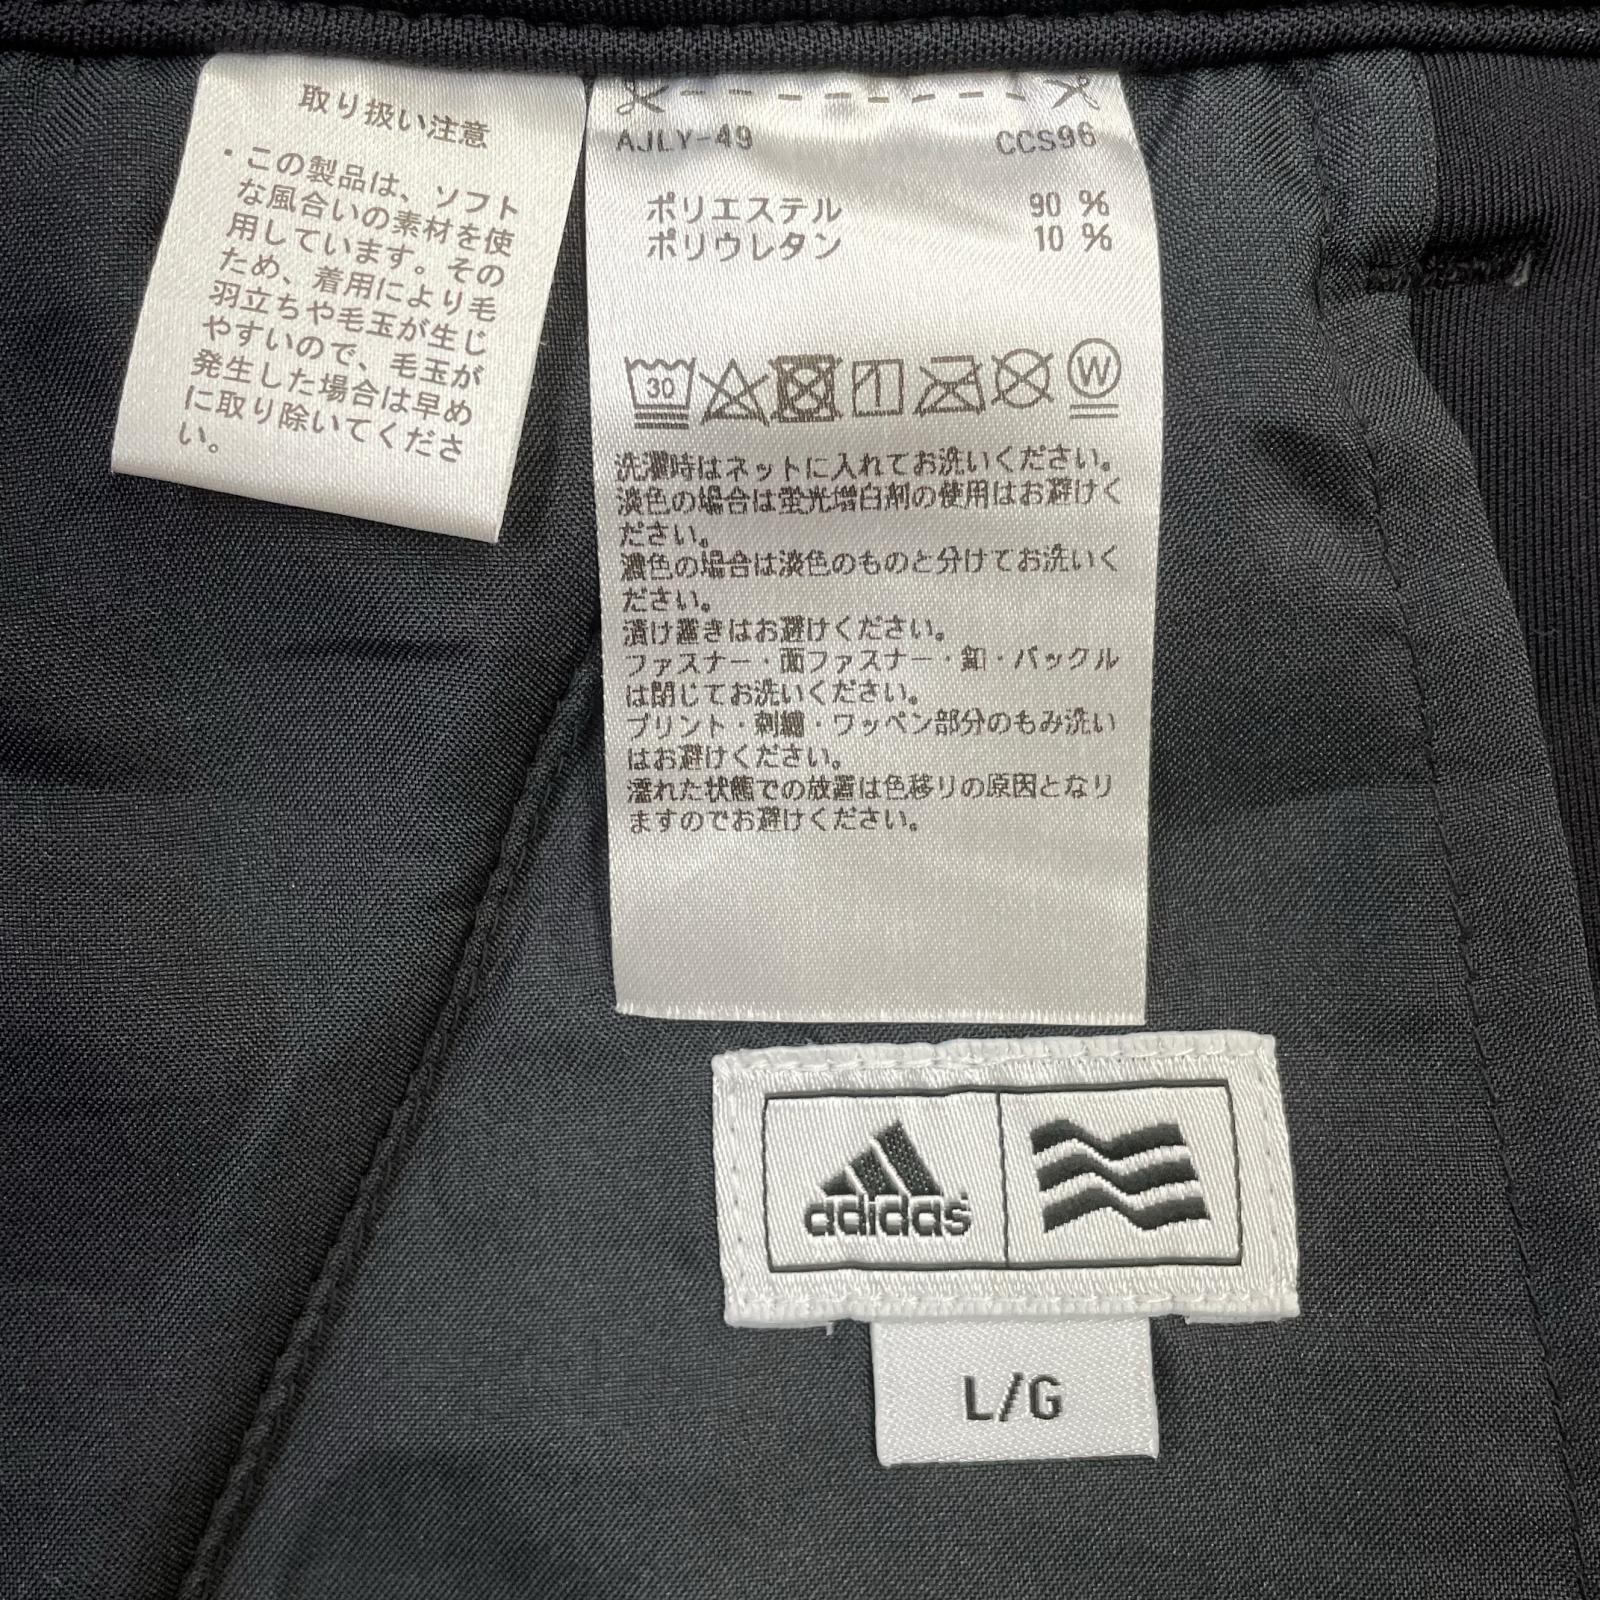 取り扱い注意
・この製品は、ソフト
な風合いの素材を使
用しています。その
ため、着用により毛
羽立ちや毛玉が生じ
やすいので、毛玉が
発生した場合は早め
に取り除いてくださ
い。
AJLY-49 CCS96
ポリエステル 90 %
ポリウレタン 10 %
30 W
洗濯時はネットに入れてお洗いください。
淡色の場合は蛍光増白剤の使用はお避けく
ださい。
濃色の場合は淡色のものと分けてお洗いく
ださい。
漬け置きはお避けください。
ファスナー・面ファスナー・釦・バックル
は閉じてお洗いください。
プリント・刺繍・ワッペン部分のもみ洗い
はお避けください。
濡れた状態での放置は色移りの原因となり
ますのでお避けください。
adidas
L/G